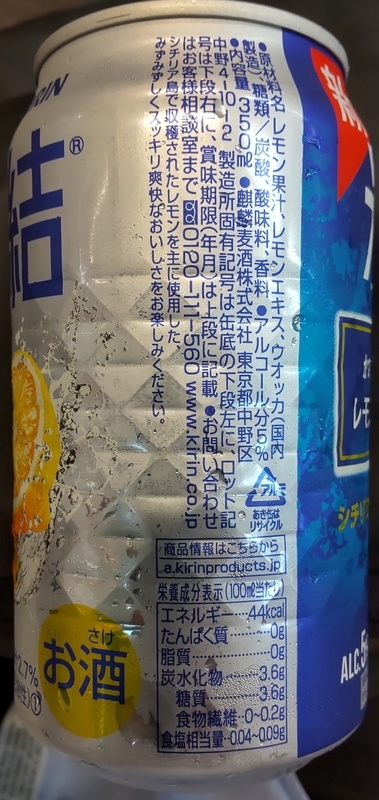 KIRIN
結®
●原材料名 レモン果汁、レモンエキス、ウオッカ(国内
製造)、糖類/炭酸、酸味料、香料 ●アルコール分5%
●内容量 350㎖ ●麒麟麦酒株式会社 東京都中野区
中野4-10-2 製造所固有記号は缶底の下段左に、ロット記
号は下段右に、賞味期限(年月)は上段に記載 ●お問い合わせ
はお客様相談室まで 0120-111-560 www.kirin.co.jp
シチリア島で収穫されたレモンを主に使用した、
みずみずしくスッキリ爽快なおいしさをお楽しみください。
アルミ
あき缶は
リサイクル
商品情報はこちらから
a.kirinproducts.jp
栄養成分表示(100㎖当たり)
エネルギー…44kcal
たんぱく質………0g
脂質………………0g
炭水化物………3.6g
糖質……………3.6g
食物繊維…0~0.2g
食塩相当量…0.04~0.09g
さけ
お酒
2.7%
新
レモ
シチリ
ALC.5